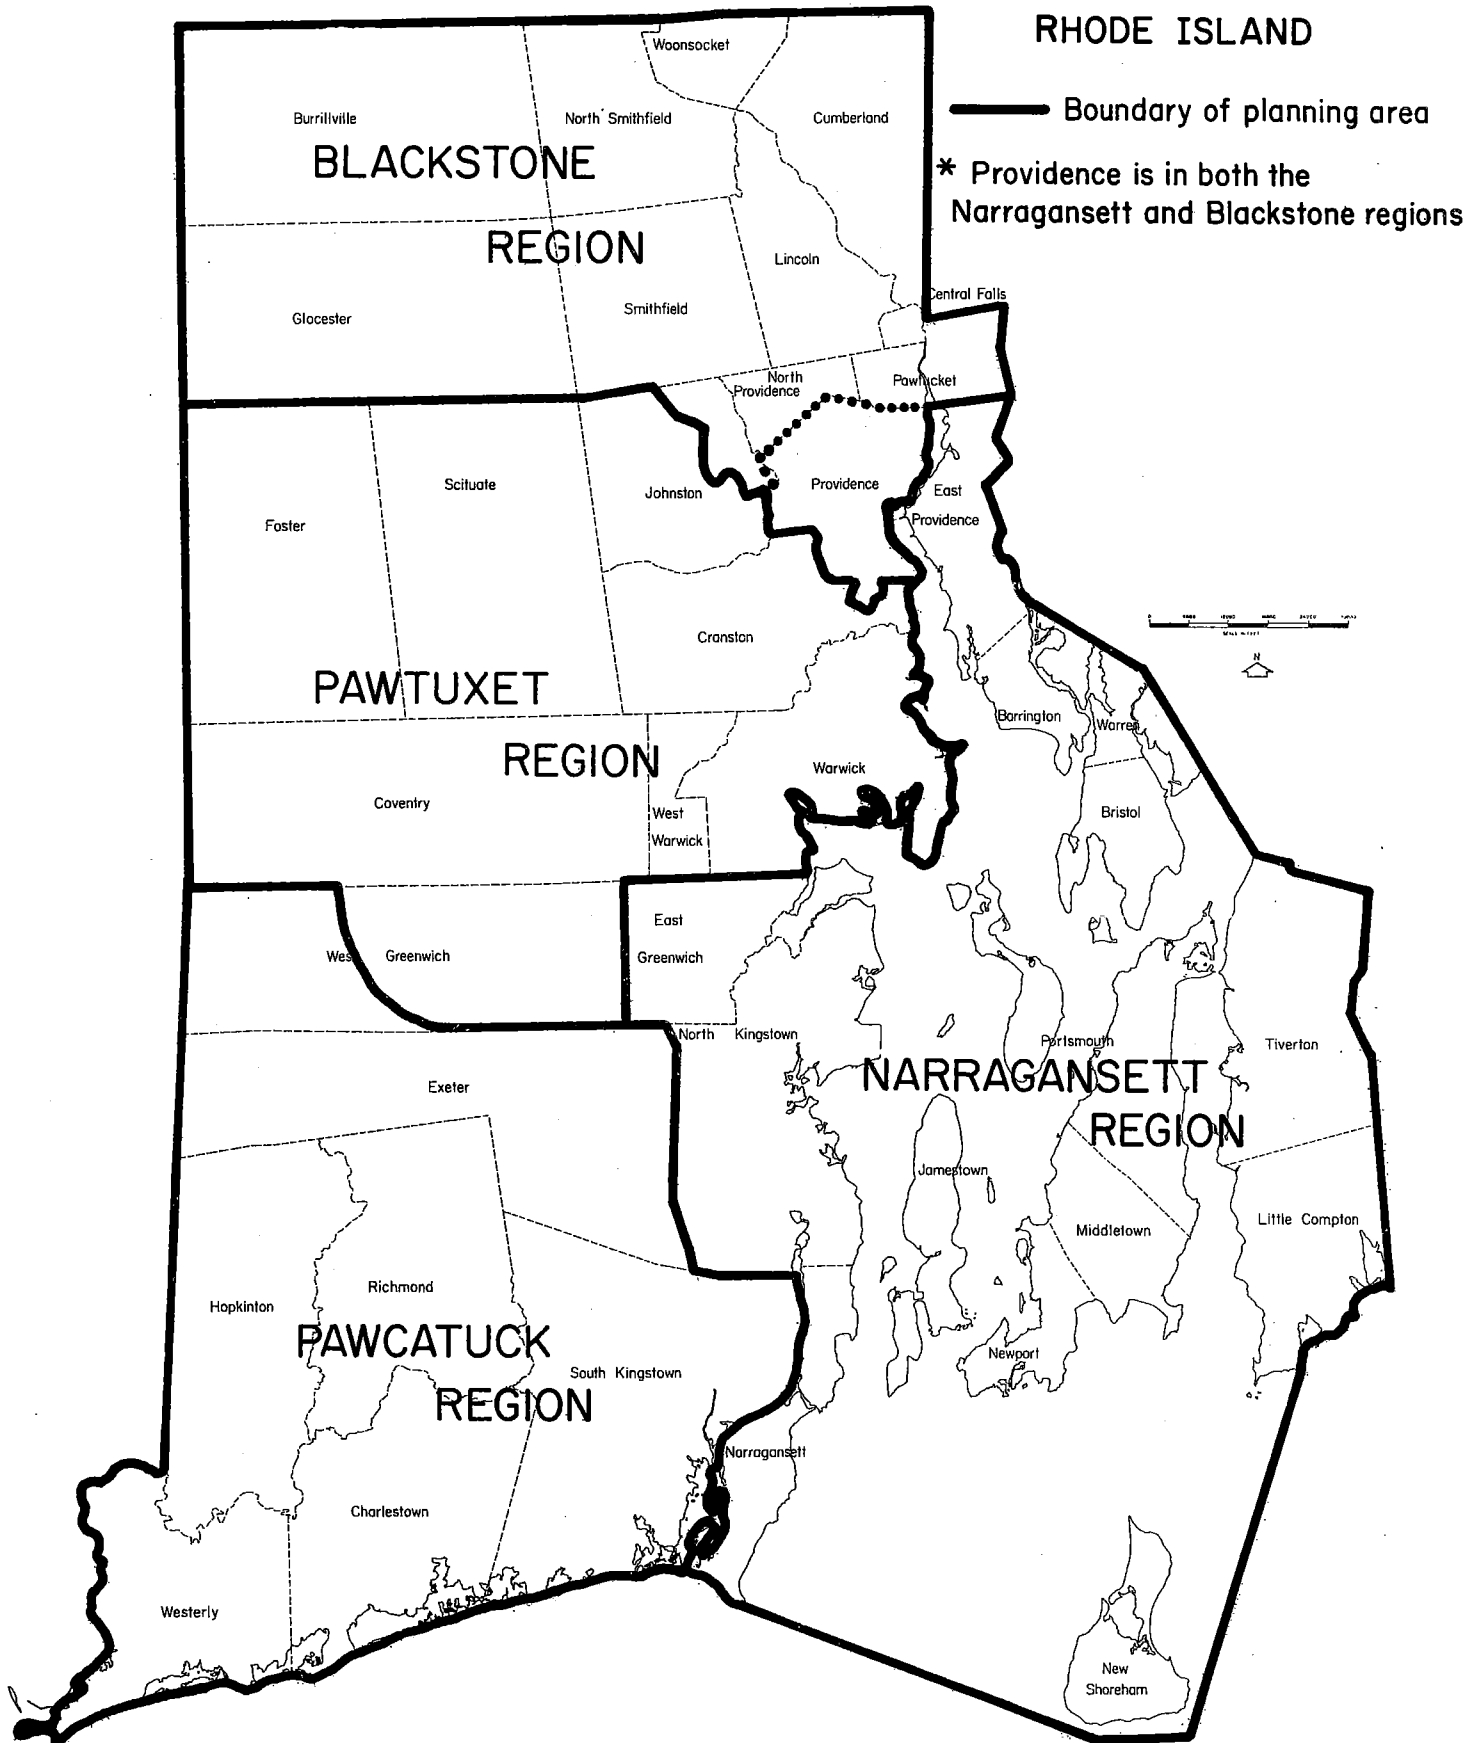 RHODE ISLAND
Boundary of planning area
* Providence is in both the
Narragansett and Blackstone regions
Woonsocket
Burrillville
North Smithfield
Cumberland
BLACKSTONE
REGION
Lincoln
Central Falls
Glocester
Smithfield
North
Providence
Pawtucket
Scituate
Johnston
Providence
East
Providence
Foster
Cranston
N
PAWTUXET
REGION
Barrington
Warren
Warwick
Coventry
West
Warwick
Bristol
East
Greenwich
West Greenwich
North Kingstown
Portsmouth
Tiverton
NARRAGANSETT
REGION
Exeter
Jamestown
Middletown
Little Compton
Richmond
Hopkinton
PAWCATUCK
REGION
South Kingstown
Newport
Narragansett
Charlestown
Westerly
New
Shoreham